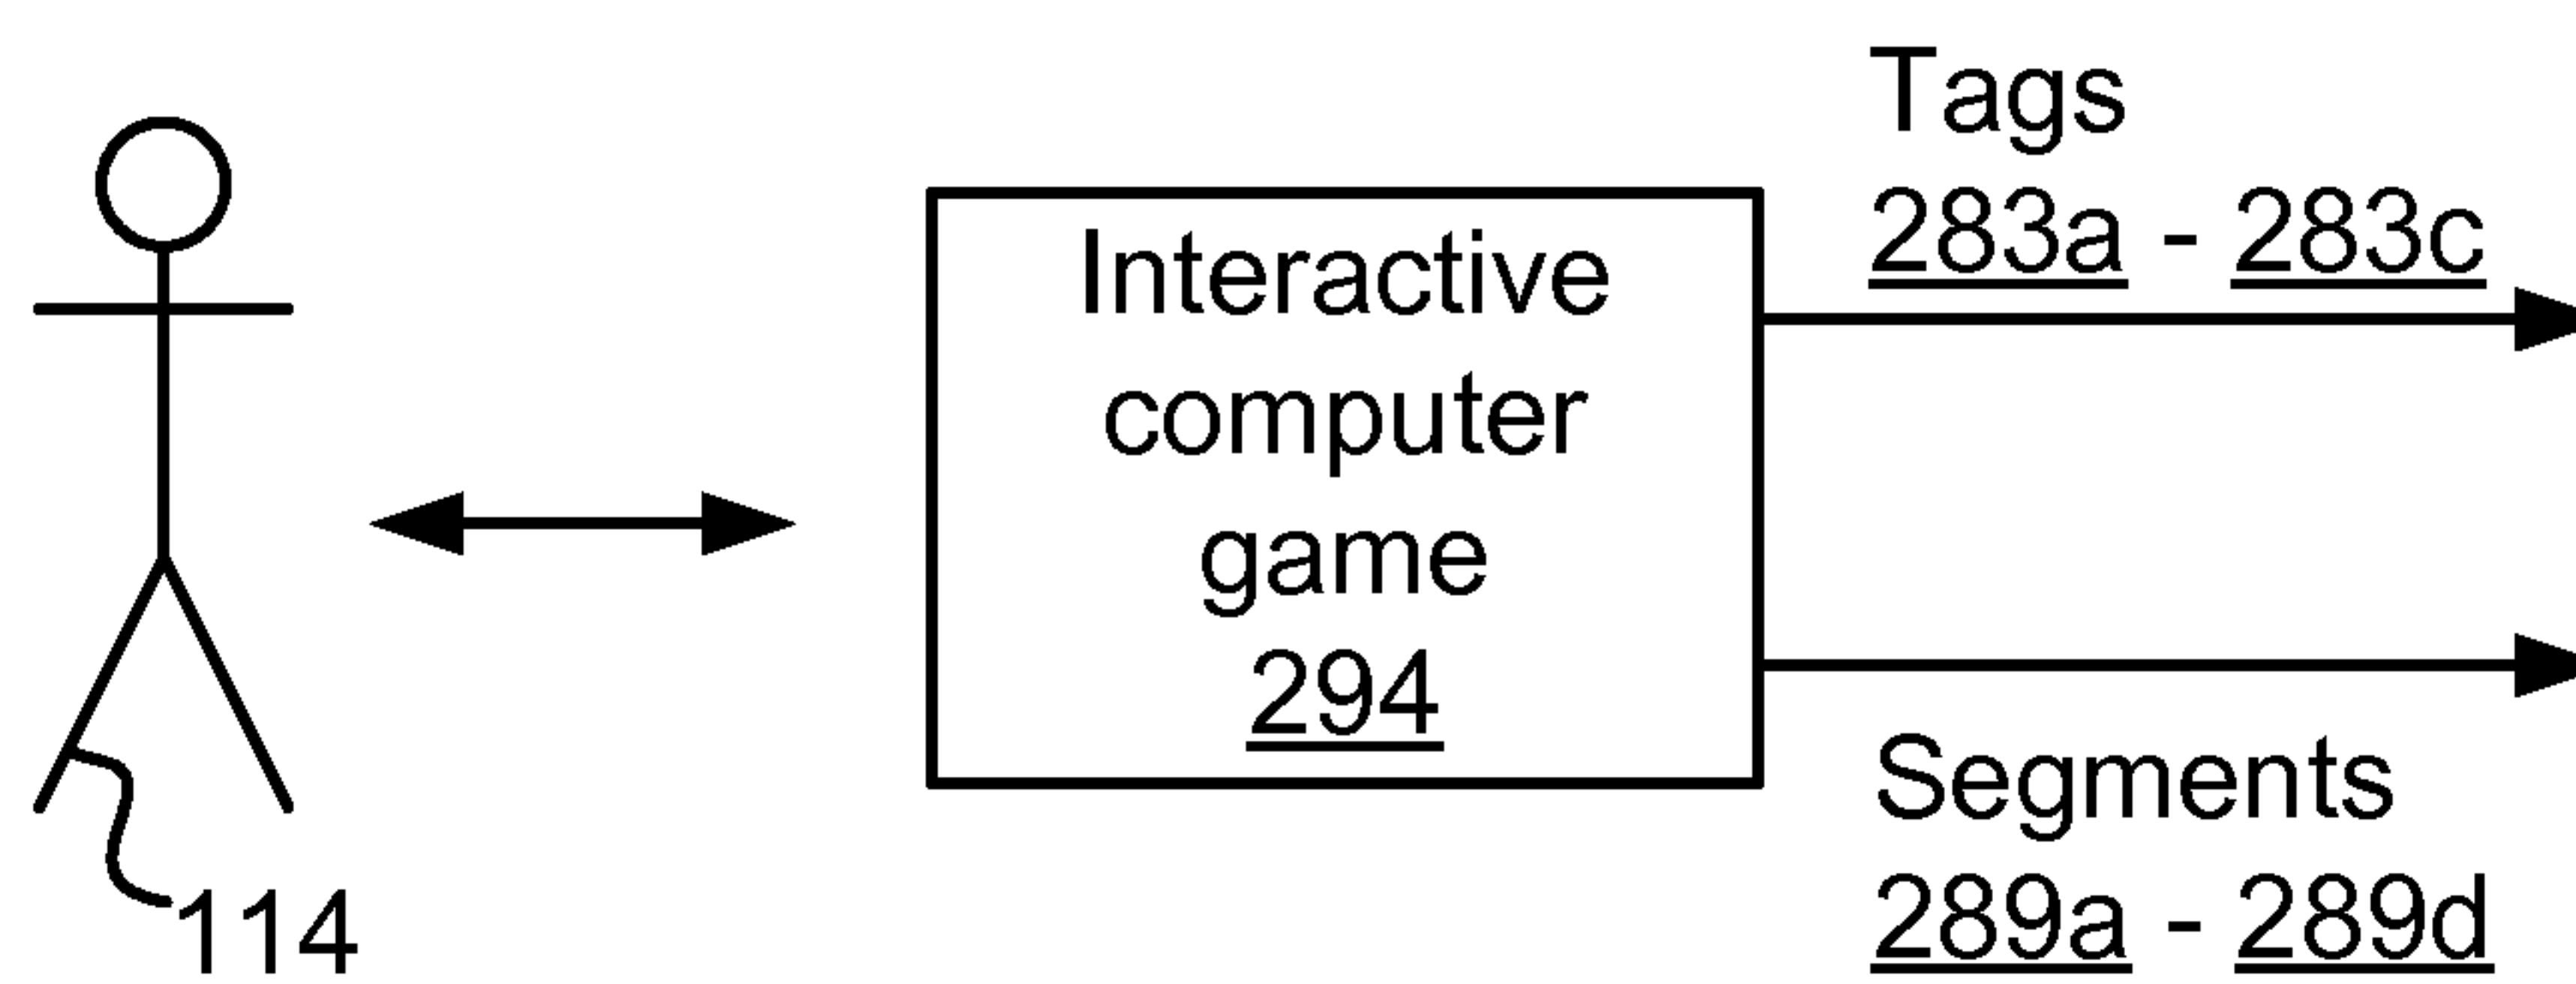 Tags
283a - 283c
Interactive
computer
game
294
Segments
289a - 289d
114